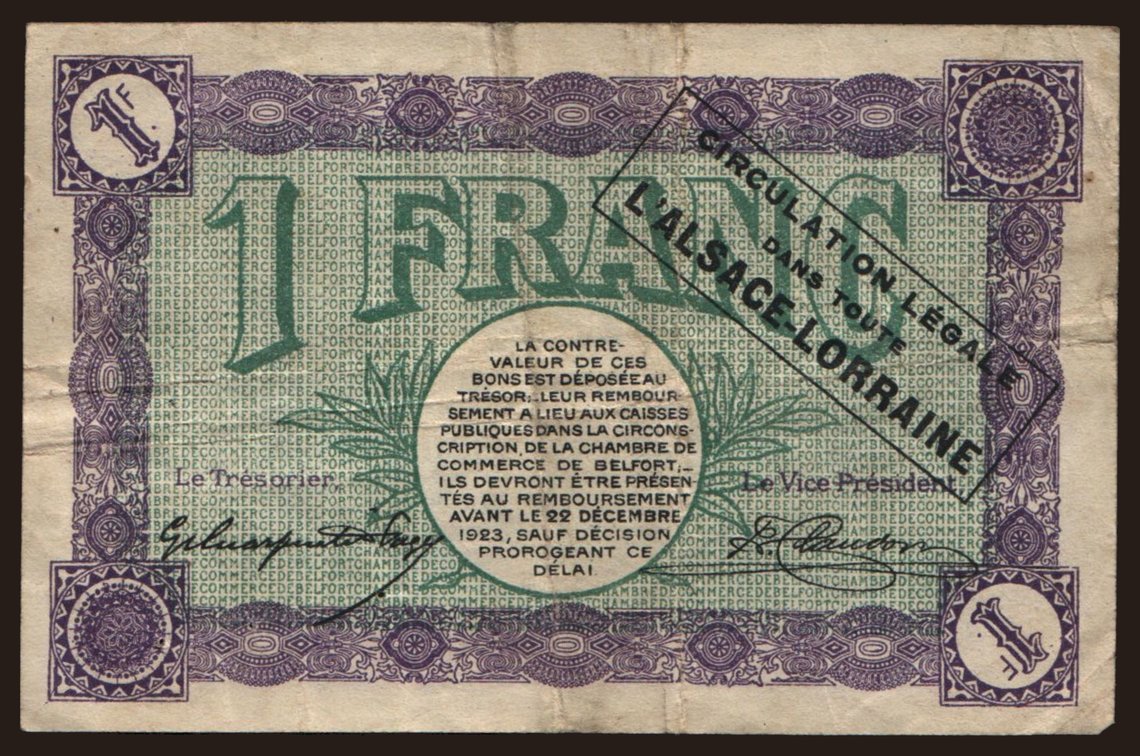 1F
1 FRANC
CIRCULATION LÉGALE
DANS TOUTE
L'ALSACE-LORRAINE
LA CONTRE-
VALEUR DE CES
BONS EST DÉPOSÉE AU
TRÉSOR;_LEUR REMBOUR-
SEMENT A LIEU AUX CAISSES
PUBLIQUES DANS LA CIRCONS-
CRIPTION DE LA CHAMBRE DE
COMMERCE DE BELFORT;_
ILS DEVRONT ÊTRE PRÉSEN-
TÉS AU REMBOURSEMENT
AVANT LE 22 DÉCEMBRE
1923, SAUF DÉCISION
PROROGEANT CE
DÉLAI.
Le Trésorier,
Le Vice Président,
1F